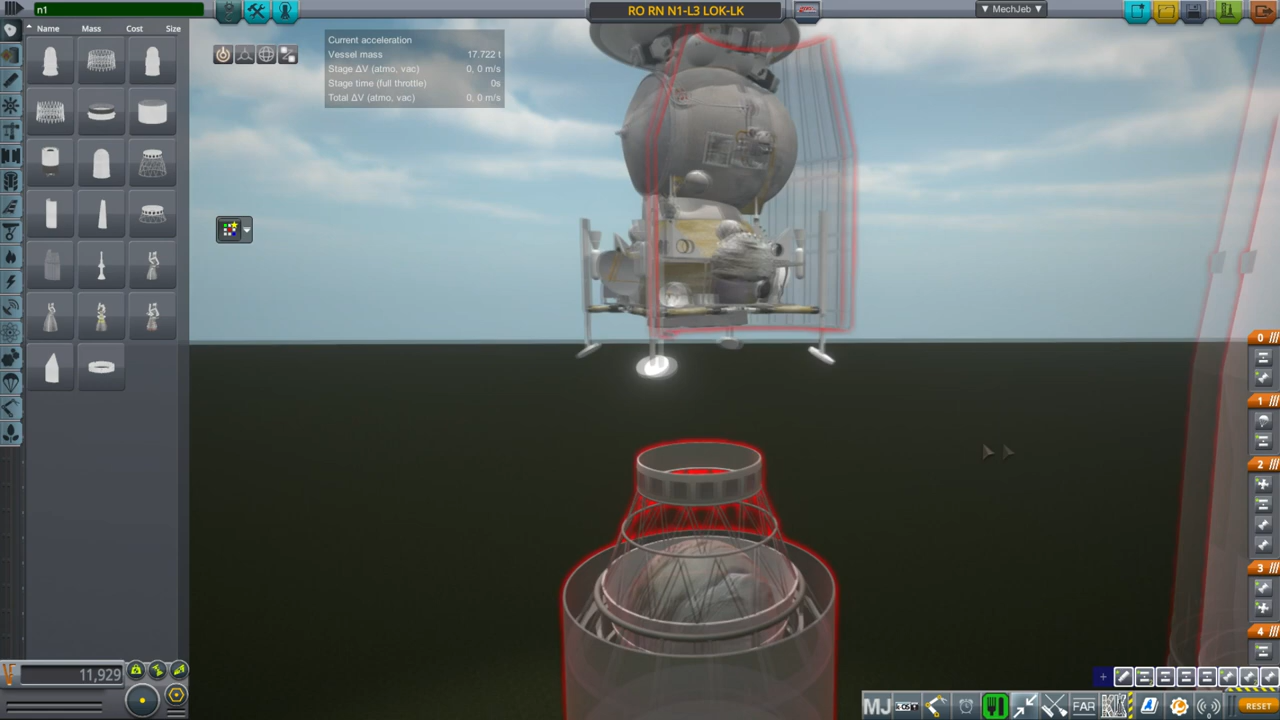 n1
RO RN N1-L3 LOK-LK
▼ MechJeb ▼
Name Mass Cost Size
Current acceleration
Vessel mass 17.722 t
Stage ΔV (atmo, vac) 0, 0 m/s
Stage time (full throttle) 0s
Total ΔV (atmo, vac) 0, 0 m/s
0
1
2
3
4
11,929
+
MJ
FAR
KK
RESET